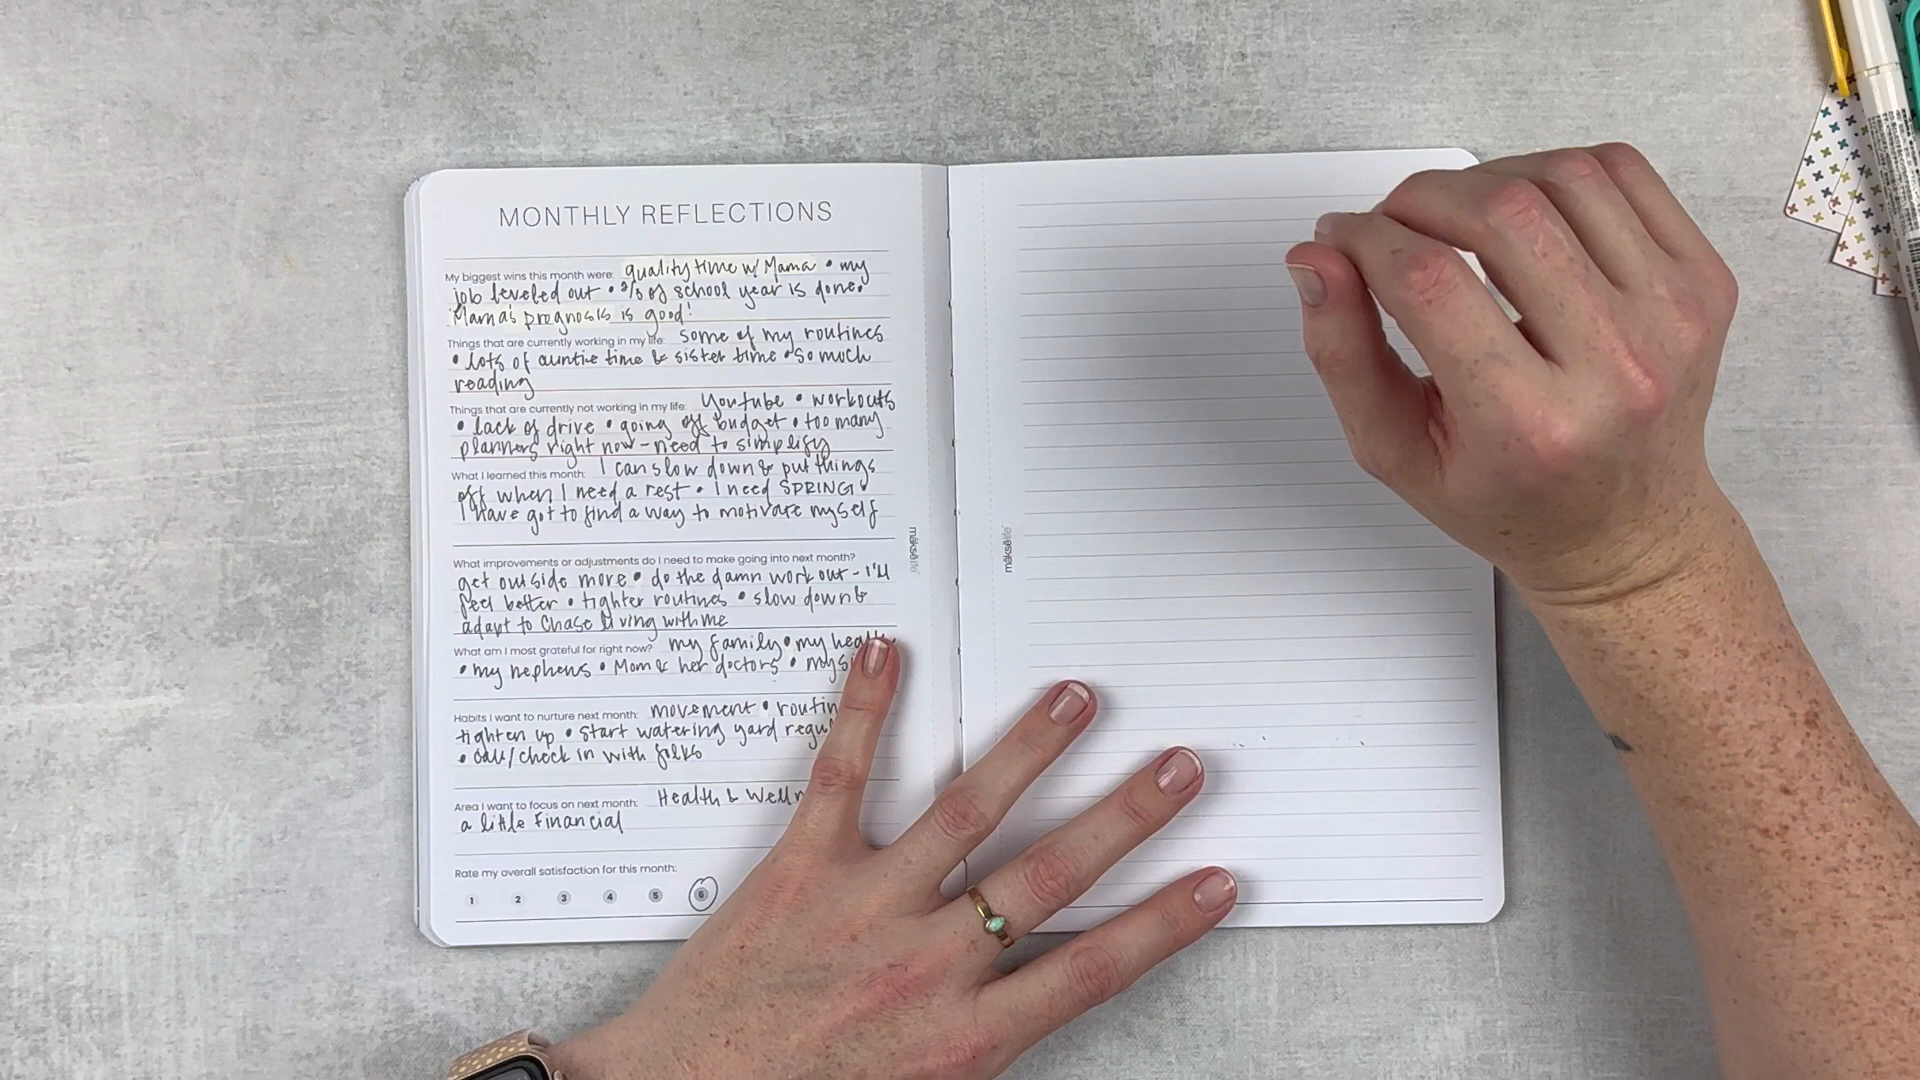 MONTHLY REFLECTIONS
My biggest wins this month were: quality time w/ Mama • my
job leveled out • 2/3 of school year is done.
Mama's prognosis is good!
Things that are currently working in my life: some of my routines
• lots of auntie time & sister time • so much
reading
Things that are currently not working in my life: Youtube • workouts
• lack of drive • going off budget • too many
planners right now - need to simplify
What I learned this month: I can slow down & put things
off when I need a rest • I need SPRING •
I have got to find a way to motivate myself
What improvements or adjustments do I need to make going into next month?
get outside more • do the damn work out - I'll
feel better • tighter routines • slow down &
adapt to Chase living with me
What am I most grateful for right now? my family • my
• my nephews • Mom & her doctors •
Habits I want to nurture next month: movement •
tighten up • start watering yard
• call/check in with folks
Area I want to focus on next month: Health &
a little Financial
Rate my overall satisfaction for this month:
1 2 3 4 5 6
mäksēlife
mäksēlife